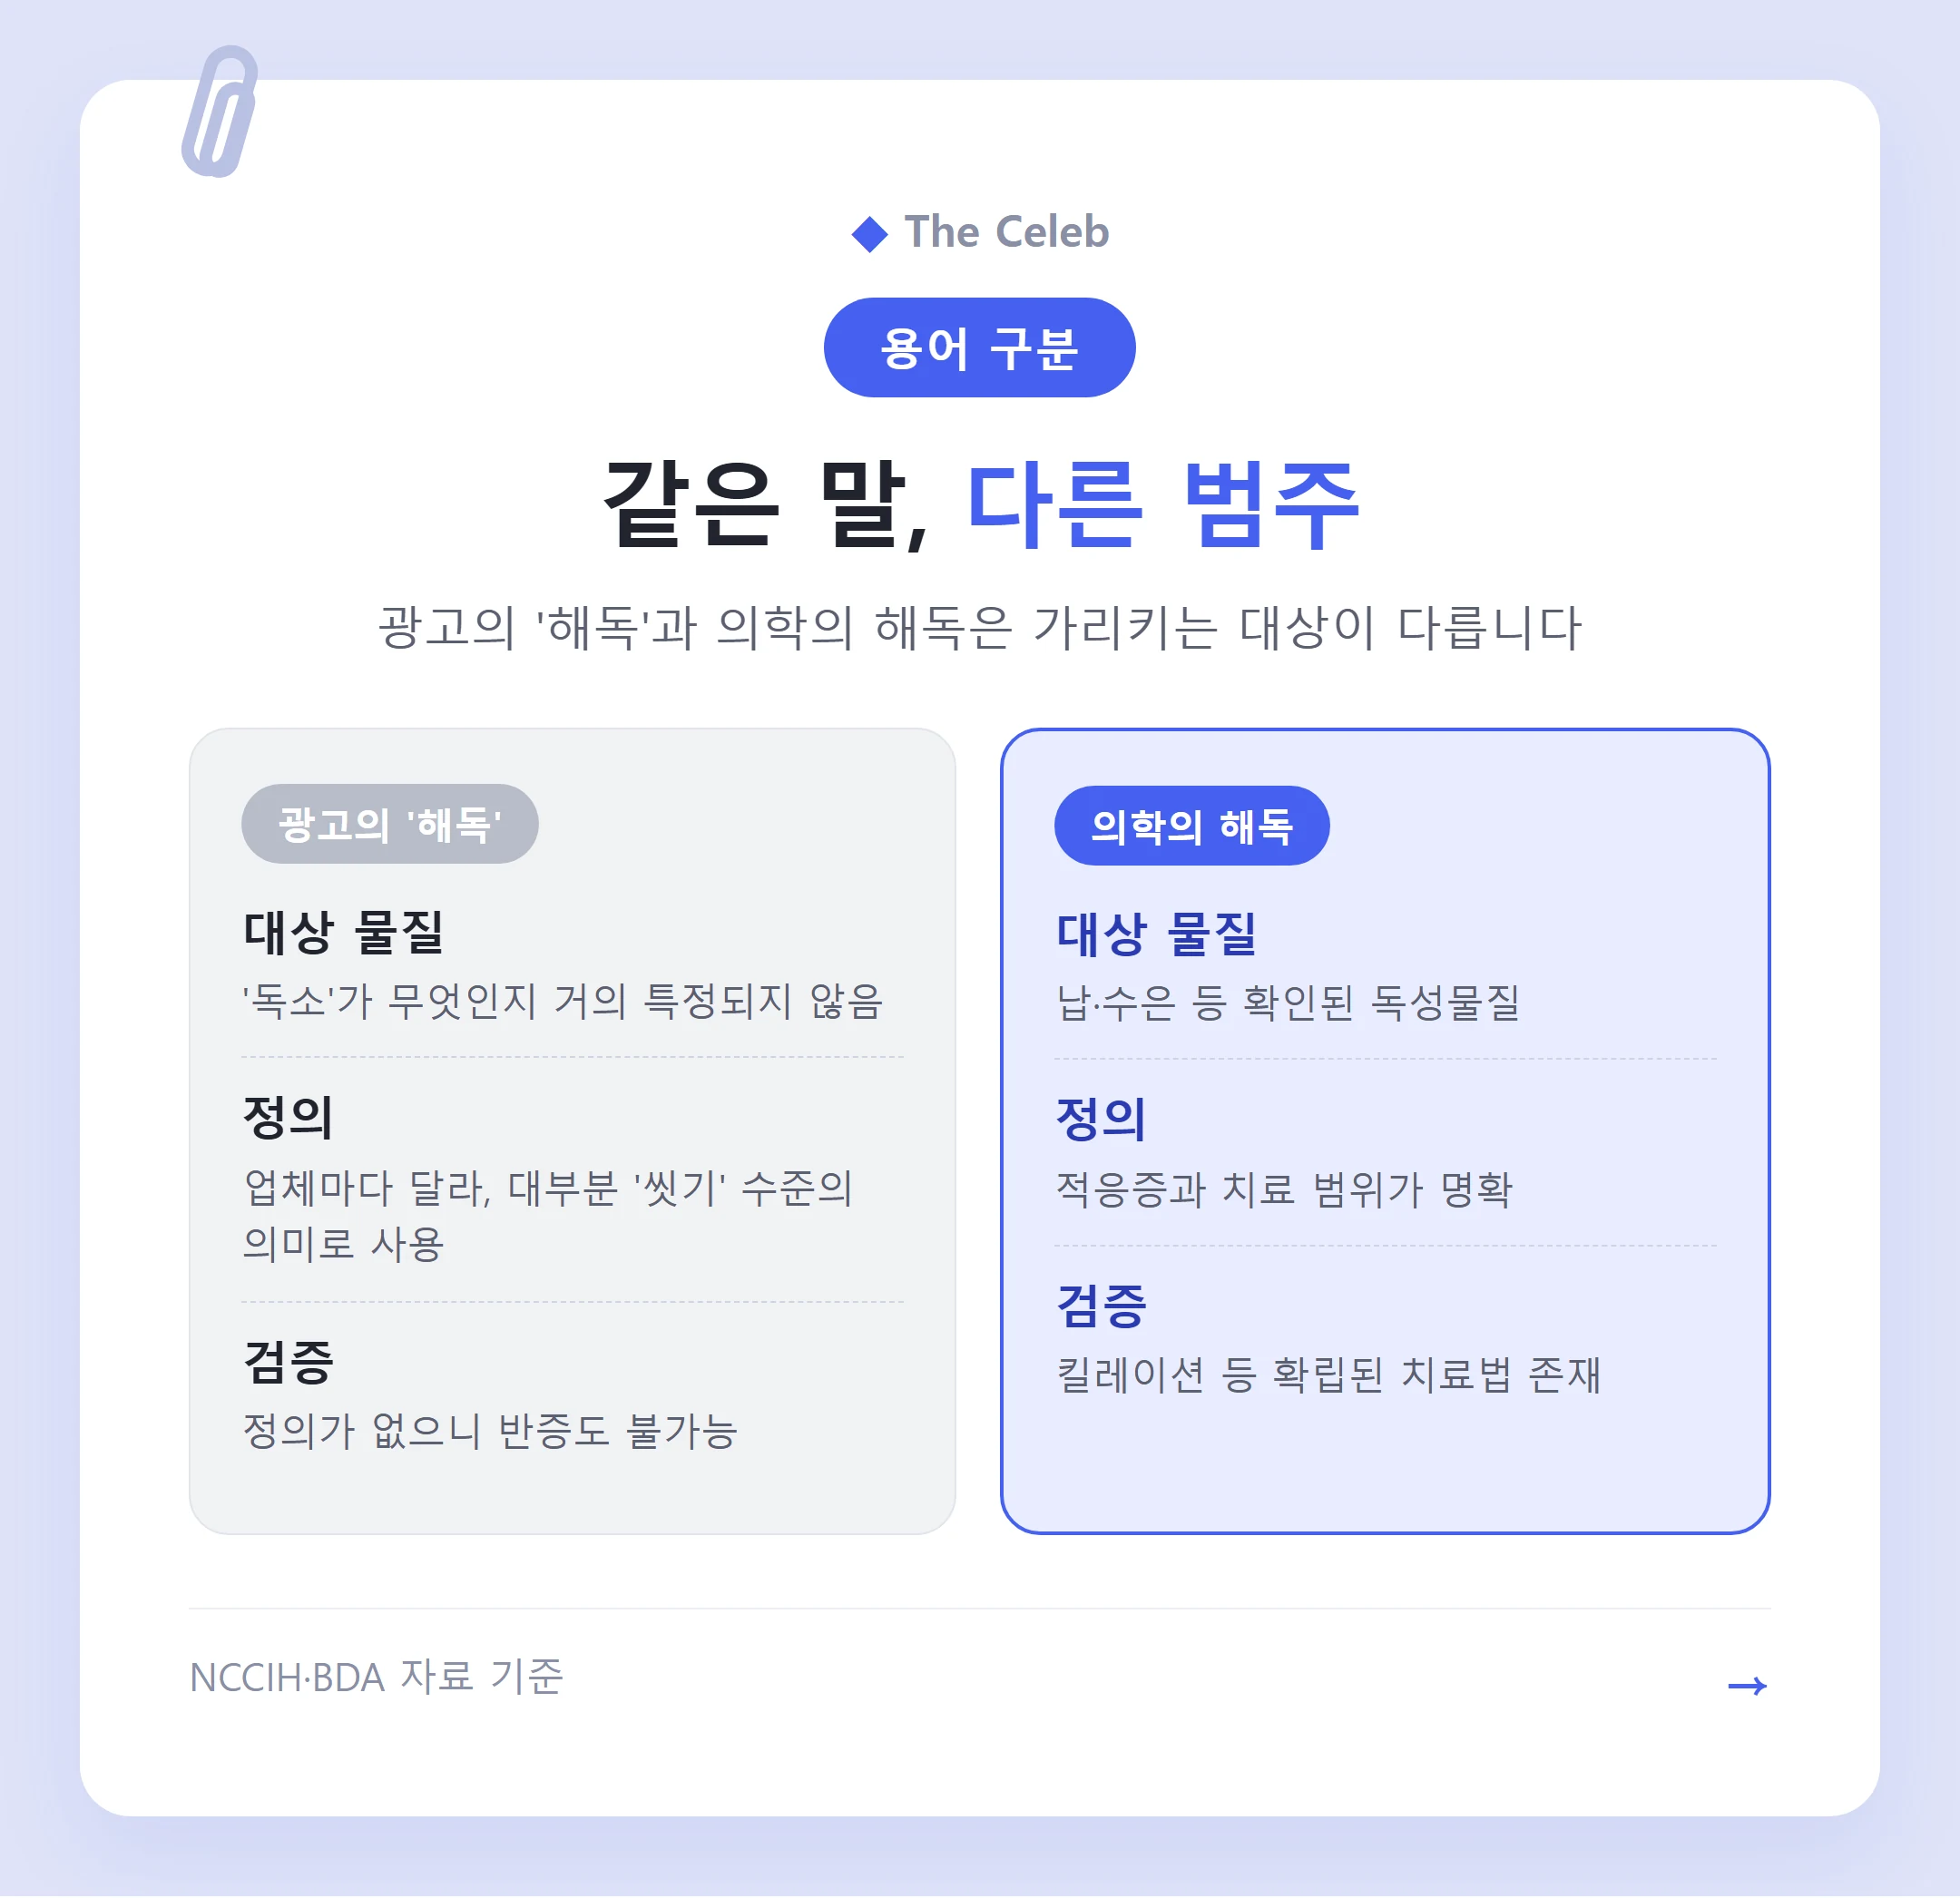 The Celeb
용어 구분
같은 말, 다른 범주
광고의 '해독'과 의학의 해독은 가리키는 대상이 다릅니다
광고의 '해독'
대상 물질
'독소'가 무엇인지 거의 특정되지 않음
정의
업체마다 달라, 대부분 '씻기' 수준의
의미로 사용
검증
정의가 없으니 반증도 불가능
의학의 해독
대상 물질
납·수은 등 확인된 독성물질
정의
적응증과 치료 범위가 명확
검증
킬레이션 등 확립된 치료법 존재
NCCIH·BDA 자료 기준
→